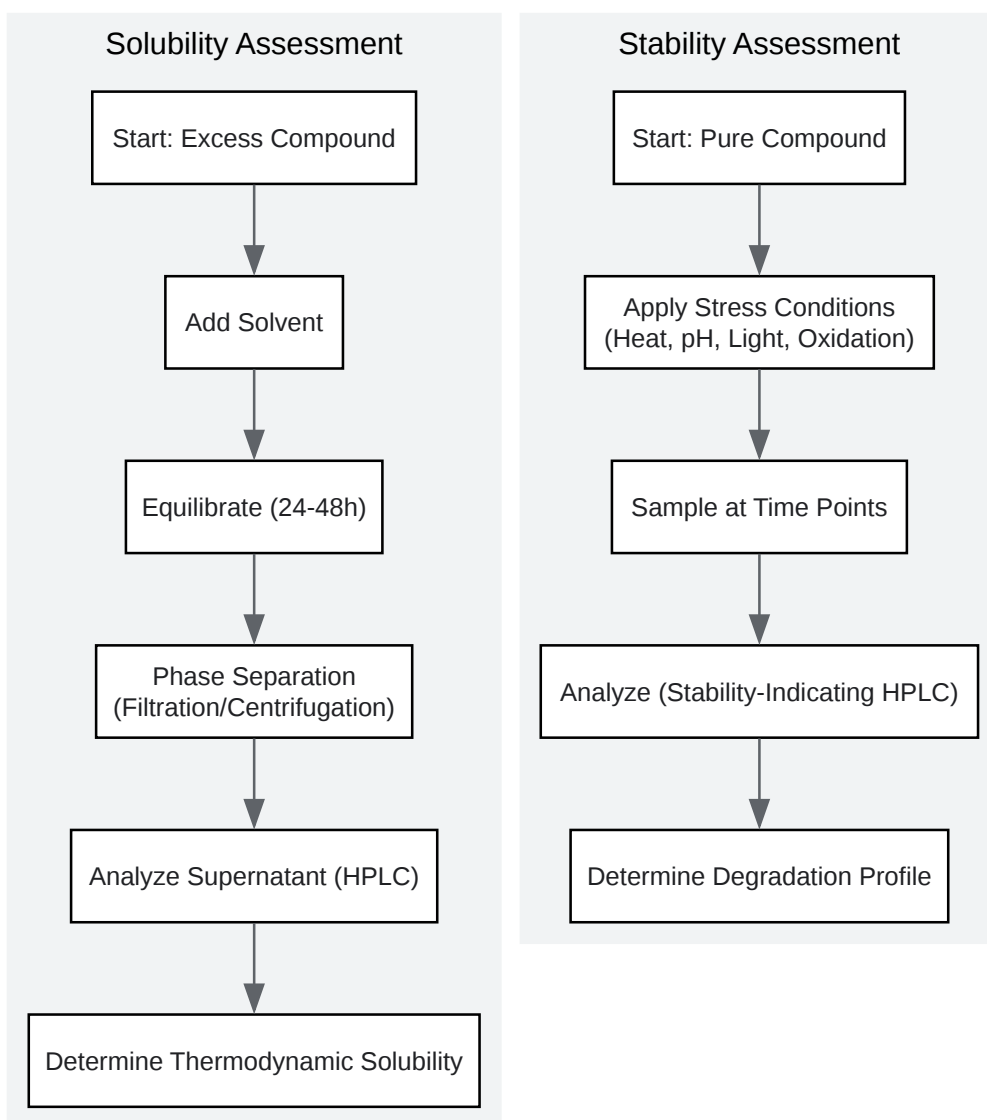 Solubility Assessment
Start: Excess Compound
Add Solvent
Equilibrate (24-48h)
Phase Separation
(Filtration/Centrifugation)
Analyze Supernatant (HPLC)
Determine Thermodynamic Solubility
Stability Assessment
Start: Pure Compound
Apply Stress Conditions
(Heat, pH, Light, Oxidation)
Sample at Time Points
Analyze (Stability-Indicating HPLC)
Determine Degradation Profile